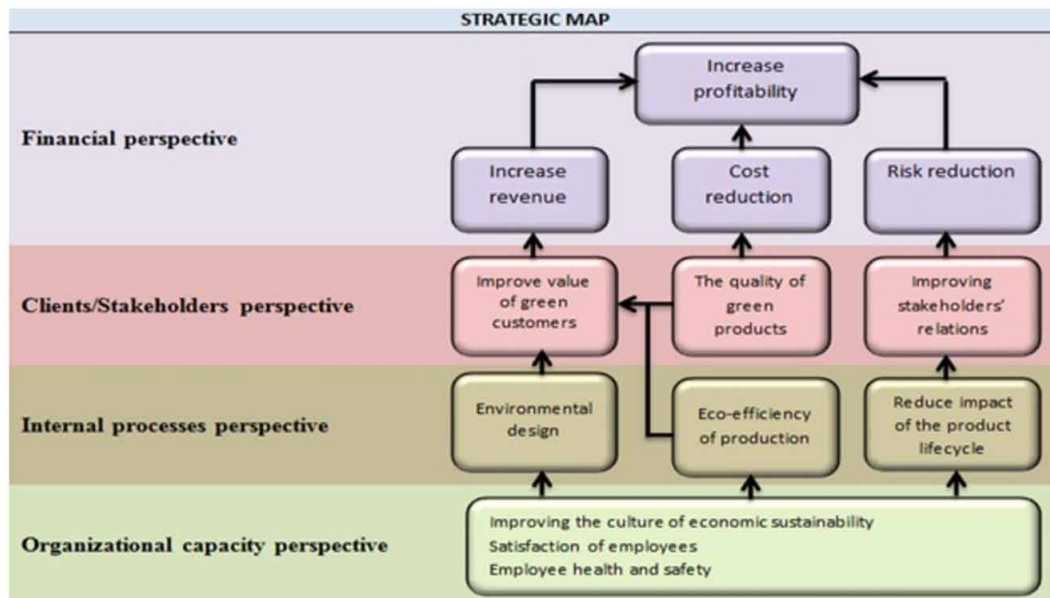 STRATEGIC MAP
Financial perspective
Increase
profitability
Increase
revenue
Cost
reduction
Risk reduction
Clients/Stakeholders perspective
Improve value
of green
customers
The quality of
green
products
Improving
stakeholders'
relations
Internal processes perspective
Environmental
design
Eco-efficiency
of production
Reduce impact
of the product
lifecycle
Organizational capacity perspective
Improving the culture of economic sustainability
Satisfaction of employees
Employee health and safety